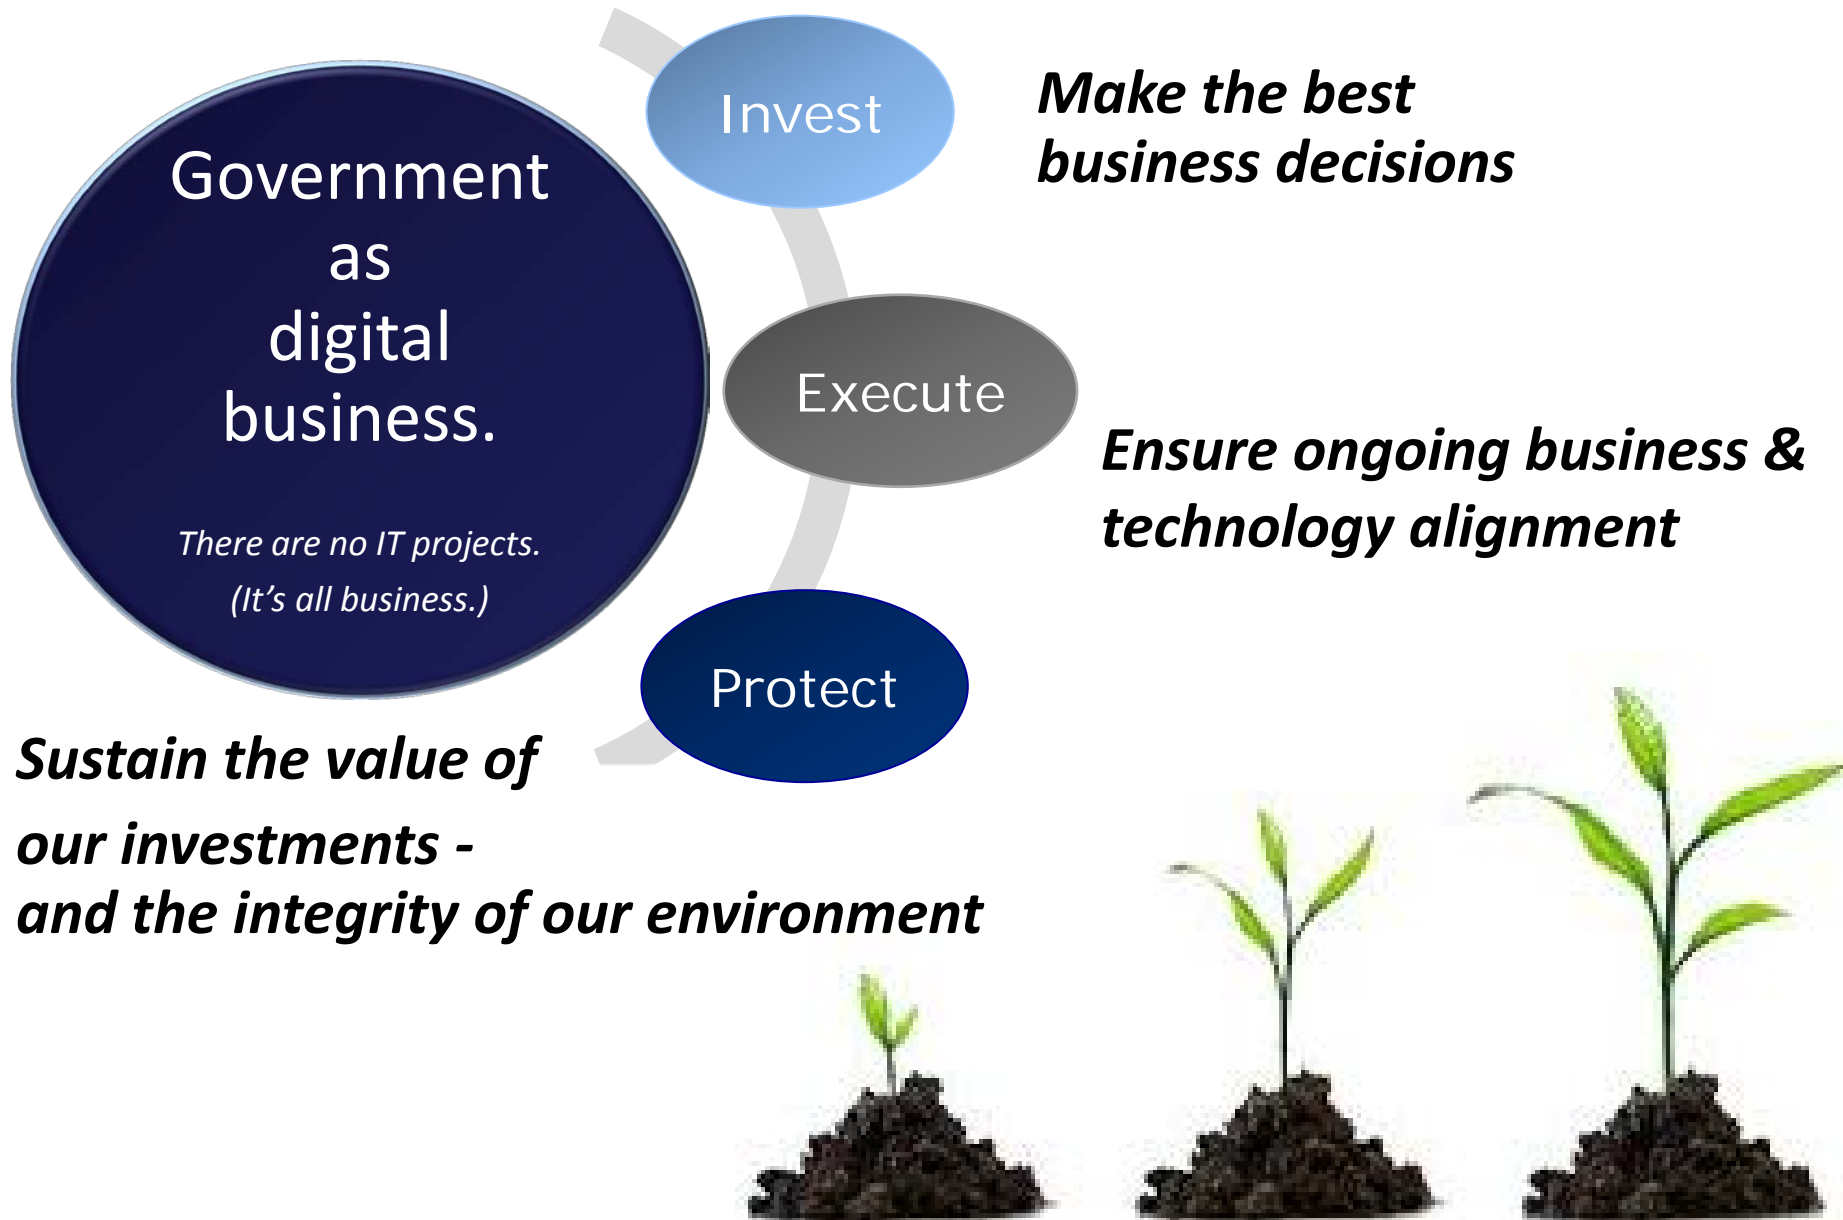 Government
as
digital
business.
There are no IT projects.
(It’s all business.)
Invest
Make the best
business decisions
Execute
Ensure ongoing business &
technology alignment
Protect
Sustain the value of
our investments -
and the integrity of our environment